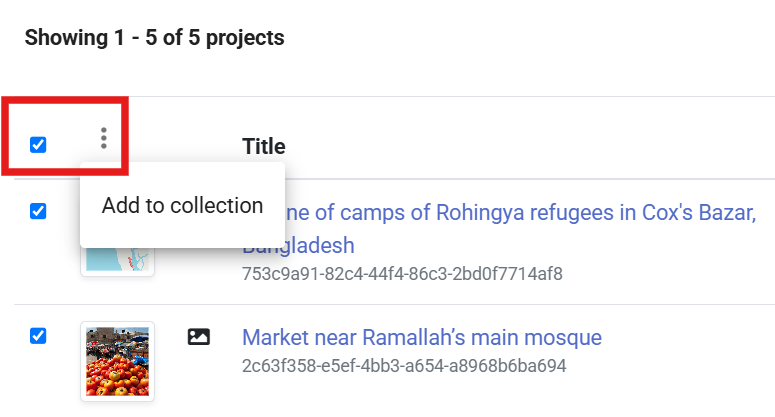 Showing 1 - 5 of 5 projects
Title
Add to collection
ne of camps of Rohingya refugees in Cox's Bazar,
Bangladesh
753c9a91-82c4-44f4-86c3-2bd0f7714af8
Market near Ramallah’s main mosque
2c63f358-e5ef-4bb3-a654-a8968b6ba694